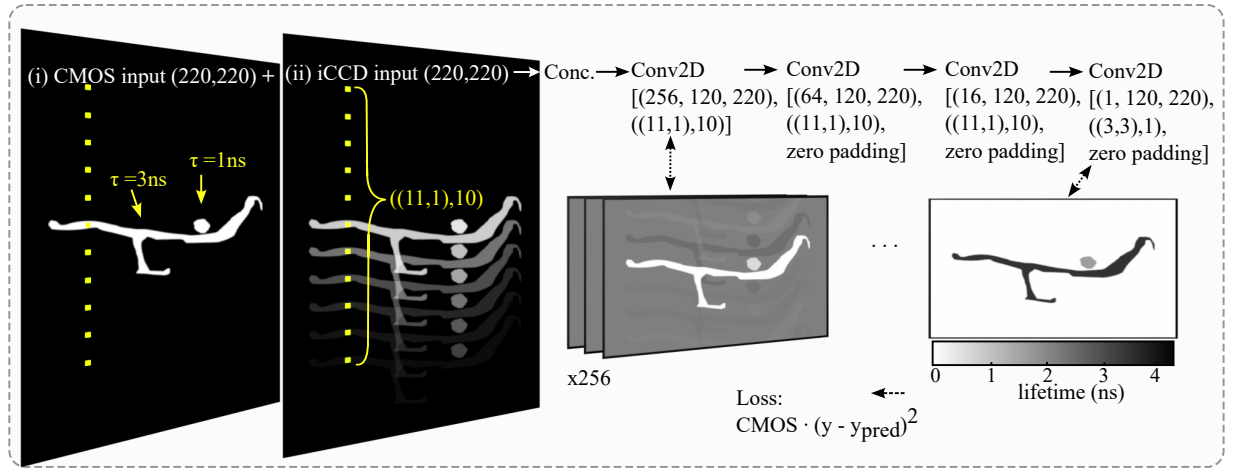 (i) CMOS input (220,220) + (ii) iCCD input (220,220) → Conc. → Conv2D → Conv2D → Conv2D → Conv2D
[(256, 120, 220), [(64, 120, 220), [(16, 120, 220), [(1, 120, 220),
((11,1),10)] ((11,1),10), ((11,1),10), ((3,3),1),
zero padding] zero padding] zero padding]
τ =3ns
τ =1ns
((11,1),10)
. . .
x256
0 1 2 3 4
lifetime (ns)
Loss:
CMOS · (y - ypred)²